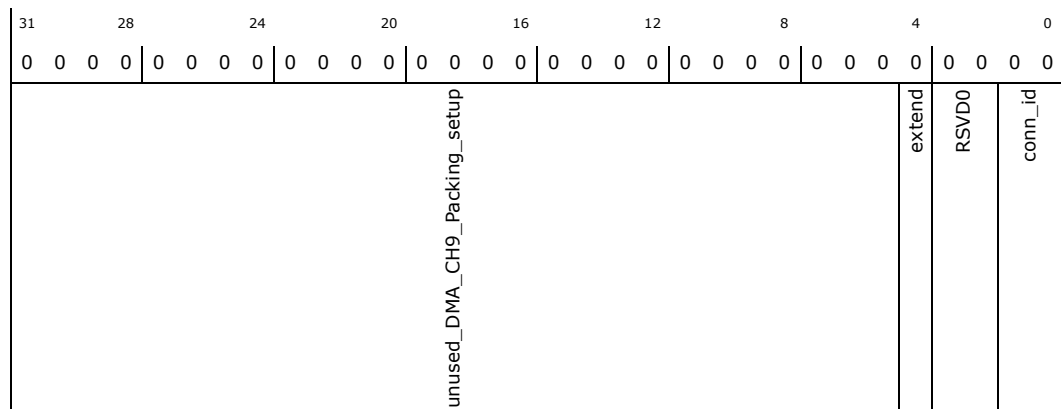 31 28 24 20 16 12 8 4 0
0 0 0 0 0 0 0 0 0 0 0 0 0 0 0 0 0 0 0 0 0 0 0 0 0 0 0 0 0 0 0 0
unused_DMA_CH9_Packing_setup
extend
RSVD0
conn_id